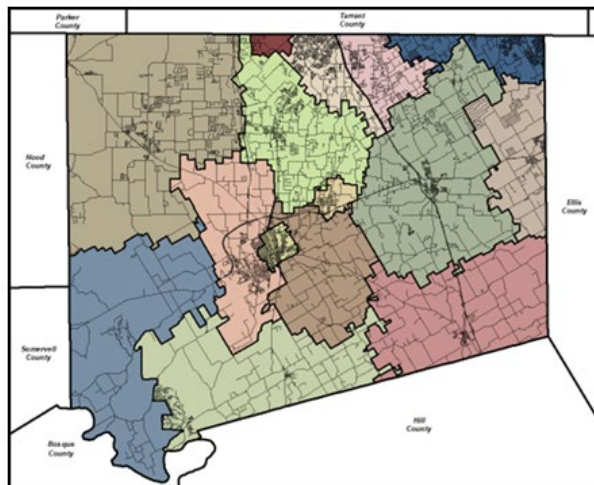 Parker
County
Tarrant
County
Hood
County
Ellis
County
Somervell
County
Hill
County
Bosque
County